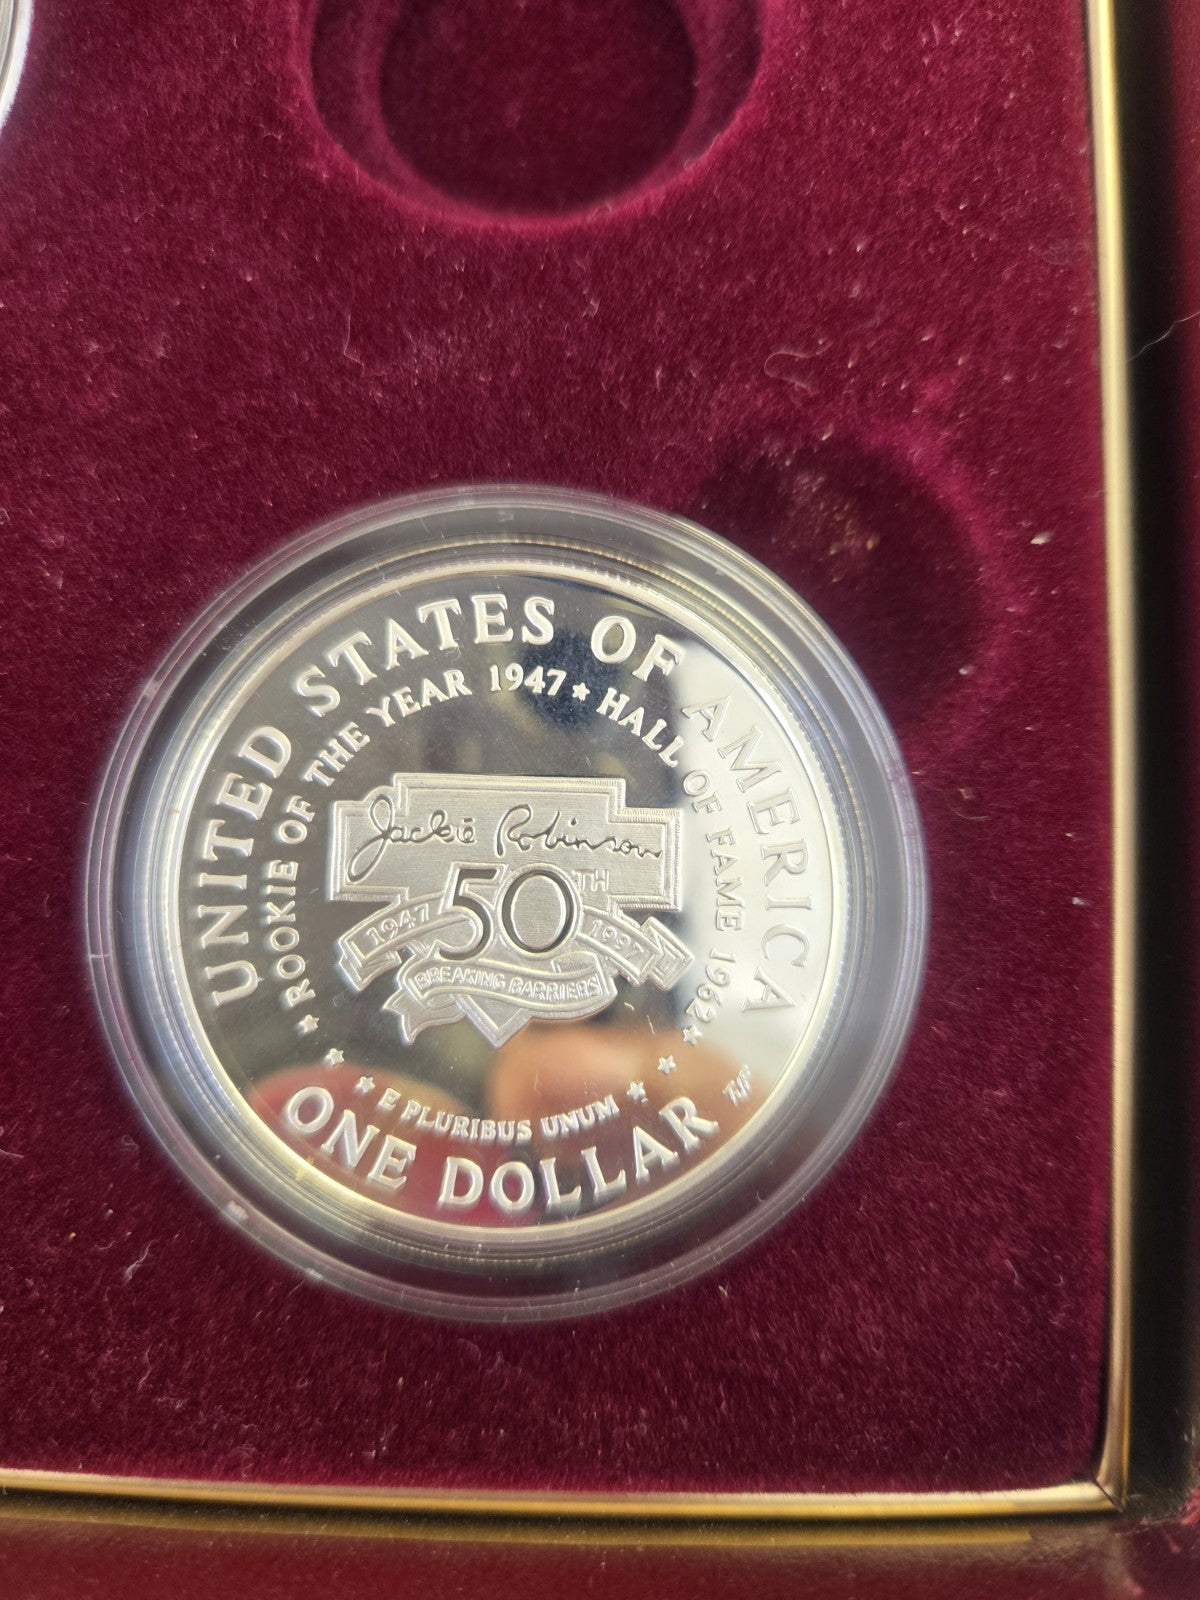 UNITED STATES OF AMERICA
ROOKIE OF THE YEAR 1947 ★ HALL OF FAME 1962
Jackie Robinson
50TH
1947 1997
BREAKING BARRIERS
E PLURIBUS UNUM
ONE DOLLAR